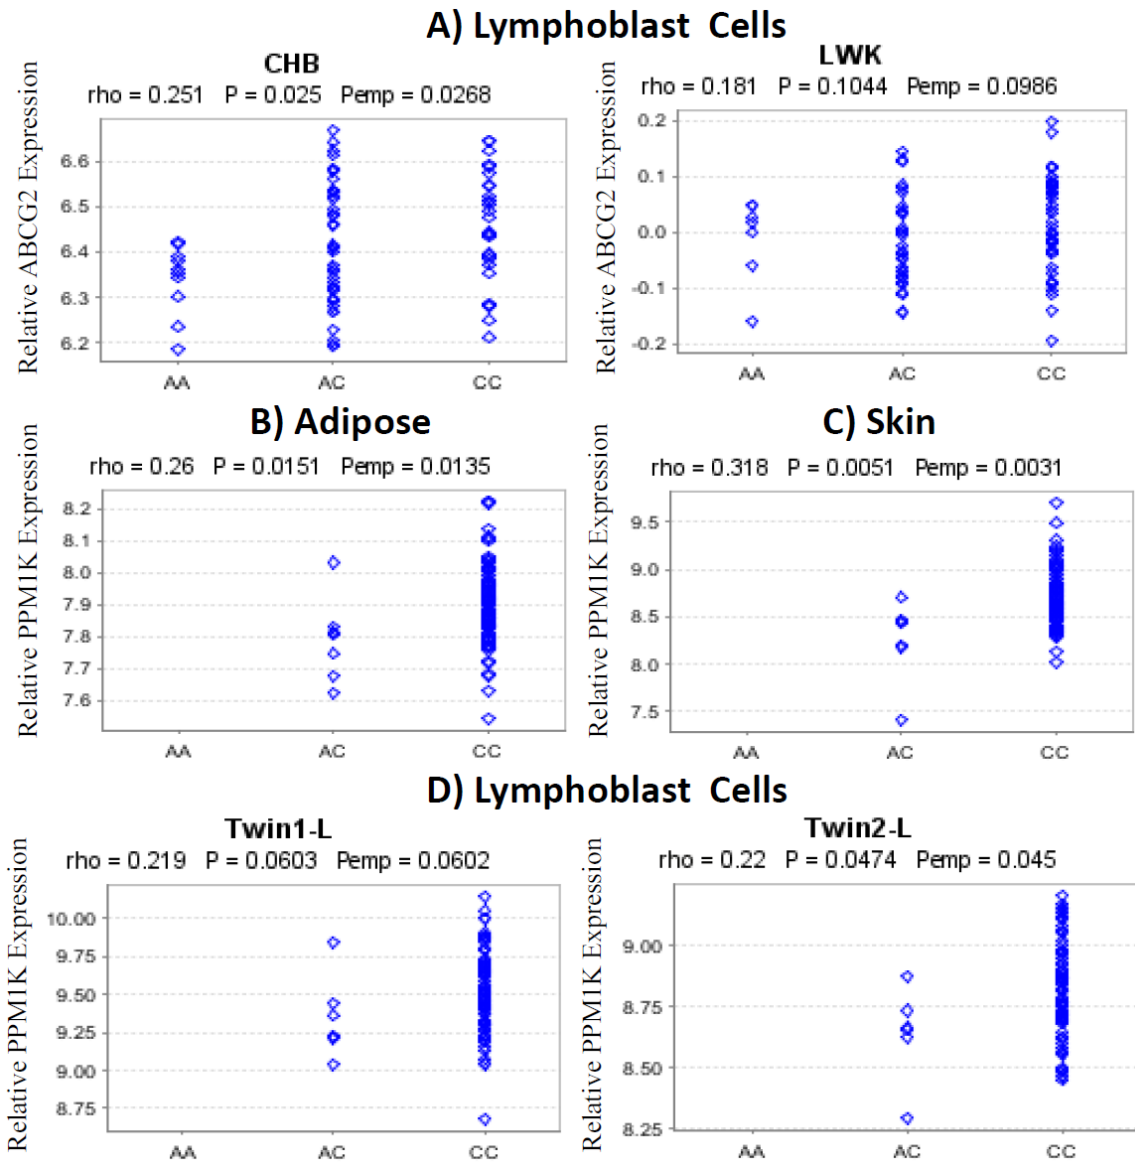 A) Lymphoblast Cells
CHB
rho = 0.251 P = 0.025 Pemp = 0.0268
Relative ABCG2 Expression
6.6
6.5
6.4
6.3
6.2
AA AC CC
LWK
rho = 0.181 P = 0.1044 Pemp = 0.0986
Relative ABCG2 Expression
0.2
0.1
0.0
-0.1
-0.2
AA AC CC
B) Adipose
rho = 0.26 P = 0.0151 Pemp = 0.0135
Relative PPM1K Expression
8.2
8.1
8.0
7.9
7.8
7.7
7.6
AA AC CC
C) Skin
rho = 0.318 P = 0.0051 Pemp = 0.0031
Relative PPM1K Expression
9.5
9.0
8.5
8.0
7.5
AA AC CC
D) Lymphoblast Cells
Twin1-L
rho = 0.219 P = 0.0603 Pemp = 0.0602
Relative PPM1K Expression
10.00
9.75
9.50
9.25
9.00
8.75
AA AC CC
Twin2-L
rho = 0.22 P = 0.0474 Pemp = 0.045
Relative PPM1K Expression
9.00
8.75
8.50
8.25
AA AC CC